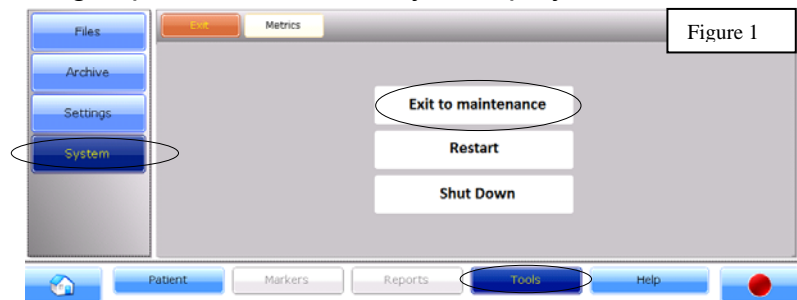 Files
Exit
Metrics
Figure 1
Archive
Settings
System
Exit to maintenance
Restart
Shut Down
Patient
Markers
Reports
Tools
Help